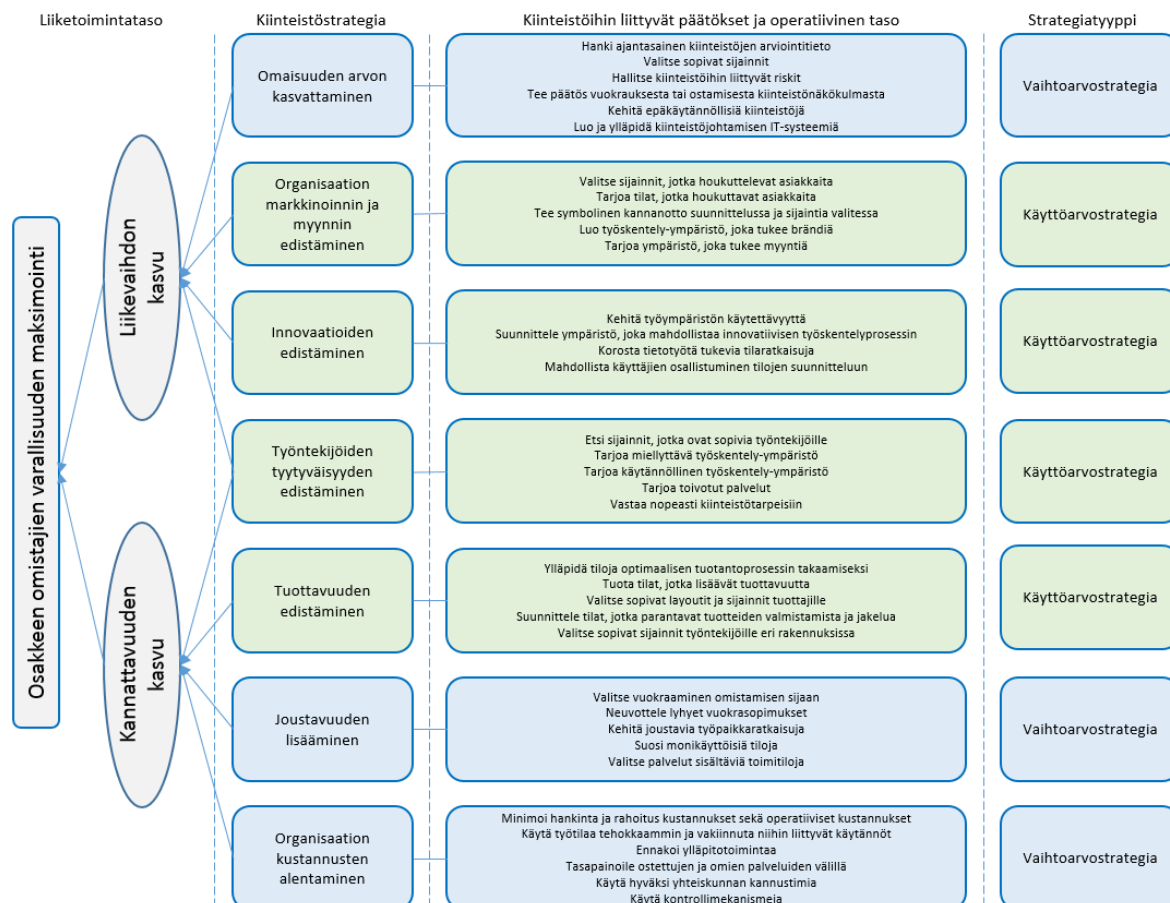 Liiketoimintataso
Kiinteistöstrategia
Kiinteistöihin liittyvät päätökset ja operatiivinen taso
Strategiatyyppi
Osakkeen omistajien varallisuuden maksimointi
Liikevaihdon
kasvu
Kannattavuuden
kasvu
Omaisuuden arvon
kasvattaminen
Hanki ajantasainen kiinteistöjen arviointitieto
Valitse sopivat sijainnit
Hallitse kiinteistöihin liittyvät riskit
Tee päätös vuokrauksesta tai ostamisesta kiinteistönäkökulmasta
Kehitä epäkäytännöllisiä kiinteistöjä
Luo ja ylläpidä kiinteistöjohtamisen IT-systeemiä
Vaihtoarvostrategia
Organisaation
markkinoinnin ja
myynnin
edistäminen
Valitse sijainnit, jotka houkuttelevat asiakkaita
Tarjoa tilat, jotka houkuttavat asiakkaita
Tee symbolinen kannanotto suunnittelussa ja sijaintia valitessa
Luo työskentely-ympäristö, joka tukee brändiä
Tarjoa ympäristö, joka tukee myyntiä
Käyttöarvostrategia
Innovaatioiden
edistäminen
Kehitä työympäristön käytettävyyttä
Suunnittele ympäristö, joka mahdollistaa innovatiivisen työskentelyprosessin
Korosta tietotyötä tukevia tilaratkaisuja
Mahdollista käyttäjien osallistuminen tilojen suunnitteluun
Käyttöarvostrategia
Työntekijöiden
tyytyväisyyden
edistäminen
Etsi sijainnit, jotka ovat sopivia työntekijöille
Tarjoa miellyttävä työskentely-ympäristö
Tarjoa käytännöllinen työskentely-ympäristö
Tarjoa toivotut palvelut
Vastaa nopeasti kiinteistötarpeisiin
Käyttöarvostrategia
Tuottavuuden
edistäminen
Ylläpidä tiloja optimaalisen tuotantoprosessin takaamiseksi
Tuota tilat, jotka lisäävät tuottavuutta
Valitse sopivat layoutit ja sijainnit tuottajille
Suunnittele tilat, jotka parantavat tuotteiden valmistamista ja jakelua
Valitse sopivat sijainnit työntekijöille eri rakennuksissa
Käyttöarvostrategia
Joustavuuden
lisääminen
Valitse vuokraaminen omistamisen sijaan
Neuvottele lyhyet vuokrasopimukset
Kehitä joustavia työpaikkaratkaisuja
Suosi monikäyttöisiä tiloja
Valitse palvelut sisältäviä toimitiloja
Vaihtoarvostrategia
Organisaation
kustannusten
alentaminen
Minimoi hankinta ja rahoitus kustannukset sekä operatiiviset kustannukset
Käytä työtilaa tehokkaammin ja vakiinnuta niihin liittyvät käytännöt
Ennakoi ylläpitotoimintaa
Tasapainoile ostettujen ja omien palveluiden välillä
Käytä hyväksi yhteiskunnan kannustimia
Käytä kontrollimekanismeja
Vaihtoarvostrategia